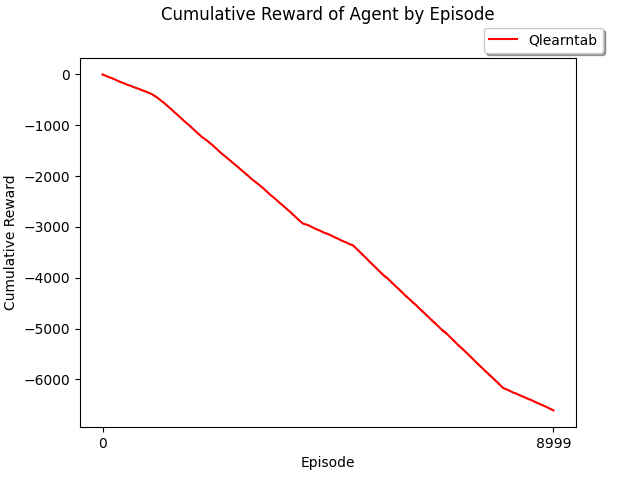 Cumulative Reward of Agent by Episode
Qlearntab
0
−1000
−2000
−3000
−4000
−5000
−6000
Cumulative Reward
0
8999
Episode